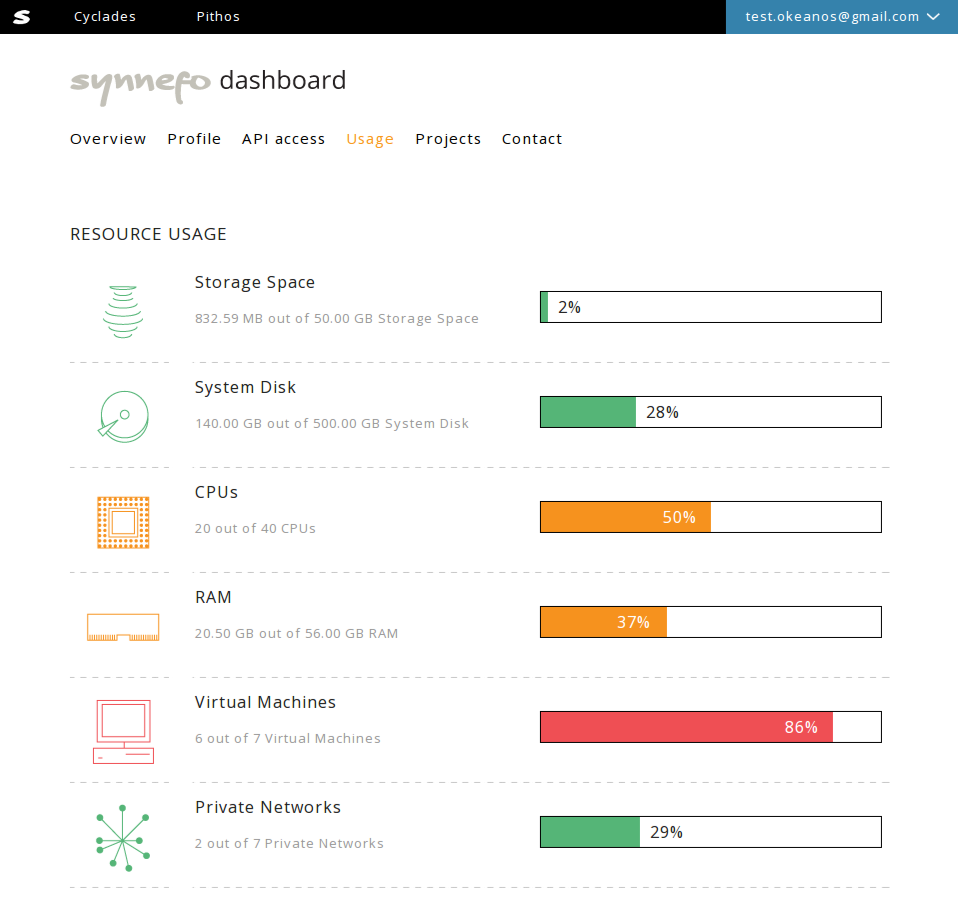 s Cyclades Pithos test.okeanos@gmail.com
synnefo dashboard
Overview Profile API access Usage Projects Contact
RESOURCE USAGE
Storage Space
832.59 MB out of 50.00 GB Storage Space
2%
System Disk
140.00 GB out of 500.00 GB System Disk
28%
CPUs
20 out of 40 CPUs
50%
RAM
20.50 GB out of 56.00 GB RAM
37%
Virtual Machines
6 out of 7 Virtual Machines
86%
Private Networks
2 out of 7 Private Networks
29%